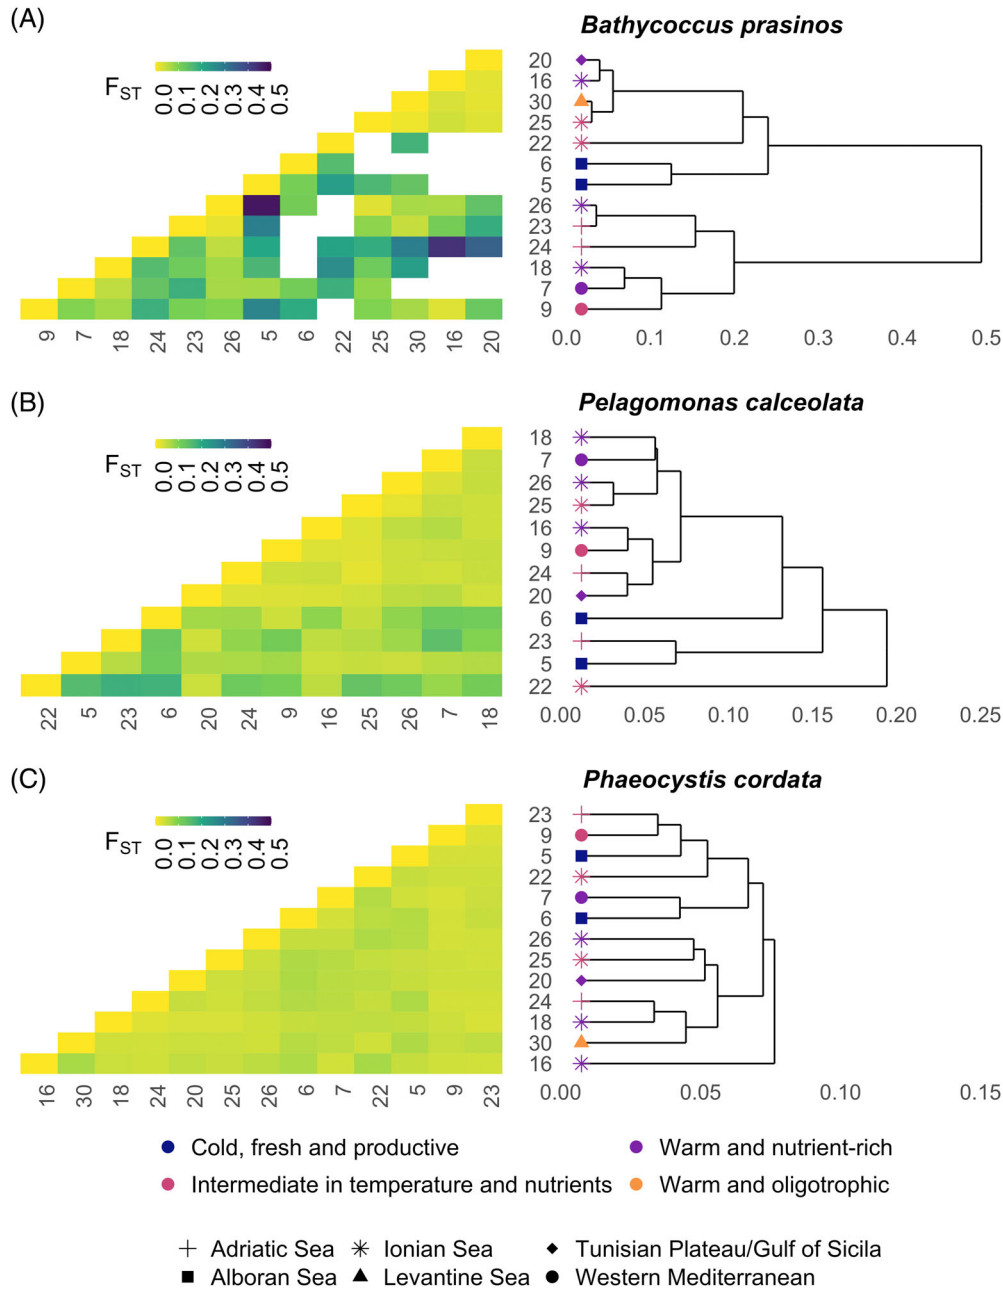 (A)
Bathycoccus prasinos
F_ST
0.0 0.1 0.2 0.3 0.4 0.5
20
16
30
25
22
6
5
26
23
24
18
7
9
9 7 18 24 23 26 5 6 22 25 30 16 20
0.0 0.1 0.2 0.3 0.4 0.5
(B)
Pelagomonas calceolata
F_ST
0.0 0.1 0.2 0.3 0.4 0.5
18
7
26
25
16
9
24
20
6
23
5
22
22 5 23 6 20 24 9 16 25 26 7 18
0.00 0.05 0.10 0.15 0.20 0.25
(C)
Phaeocystis cordata
F_ST
0.0 0.1 0.2 0.3 0.4 0.5
23
9
5
22
7
6
26
25
20
24
18
30
16
16 30 18 24 20 25 26 6 7 22 5 9 23
0.00 0.05 0.10 0.15
Cold, fresh and productive Warm and nutrient-rich
Intermediate in temperature and nutrients Warm and oligotrophic
Adriatic Sea Ionian Sea Tunisian Plateau/Gulf of Sicila
Alboran Sea Levantine Sea Western Mediterranean